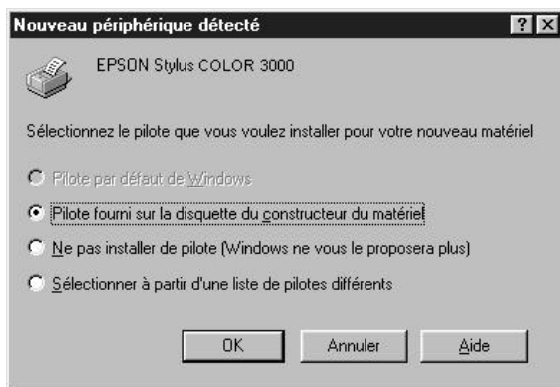 Nouveau périphérique détecté
EPSON Stylus COLOR 3000
Sélectionnez le pilote que vous voulez installer pour votre nouveau matériel
Pilote par défaut de Windows
Pilote fourni sur la disquette du constructeur du matériel
Ne pas installer de pilote (Windows ne vous le proposera plus)
Sélectionner à partir d'une liste de pilotes différents
OK Annuler Aide